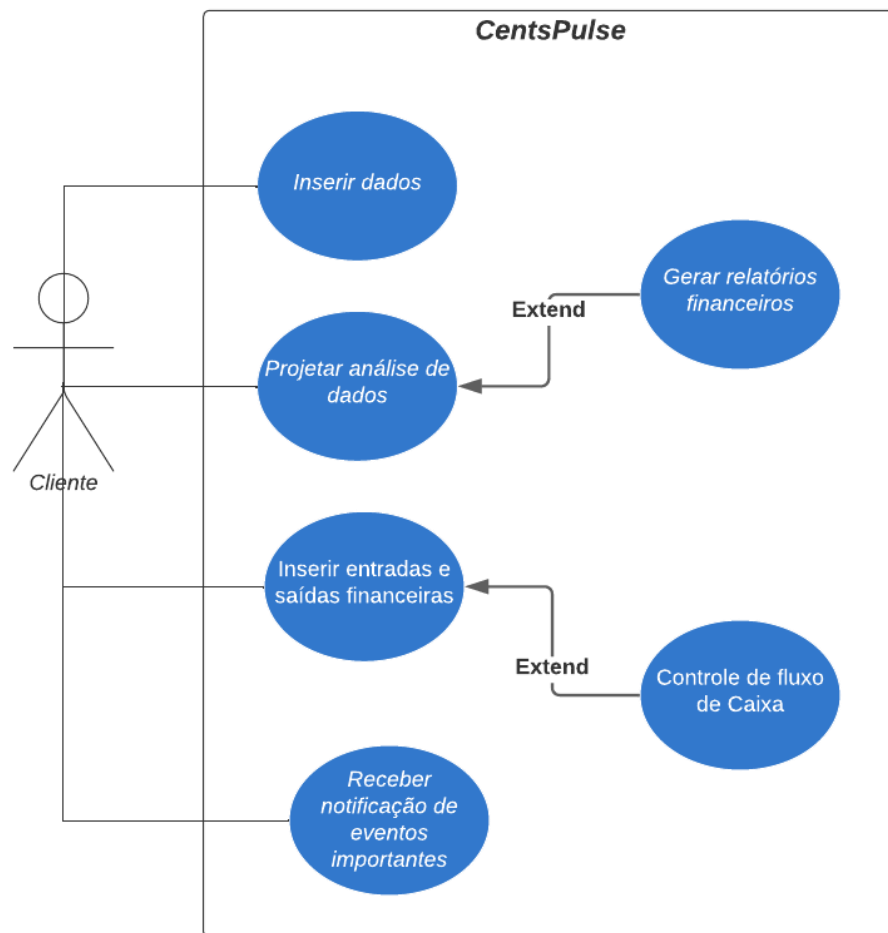 CentsPulse
Inserir dados
Gerar relatórios
financeiros
Extend
Projetar análise de
dados
Cliente
Inserir entradas e
saídas financeiras
Extend
Controle de fluxo
de Caixa
Receber
notificação de
eventos
importantes